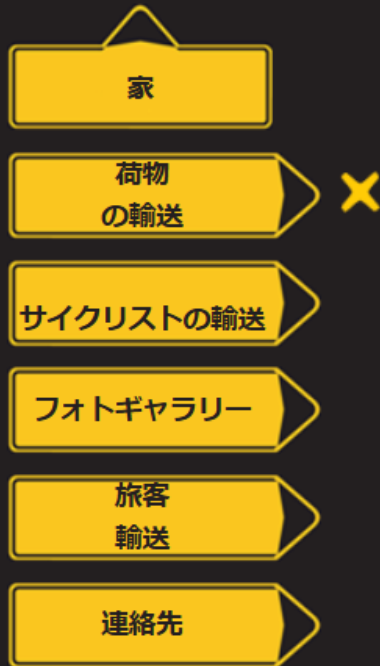 家
荷物
の輸送
サイクリストの輸送
フォトギャラリー
旅客
輸送
連絡先